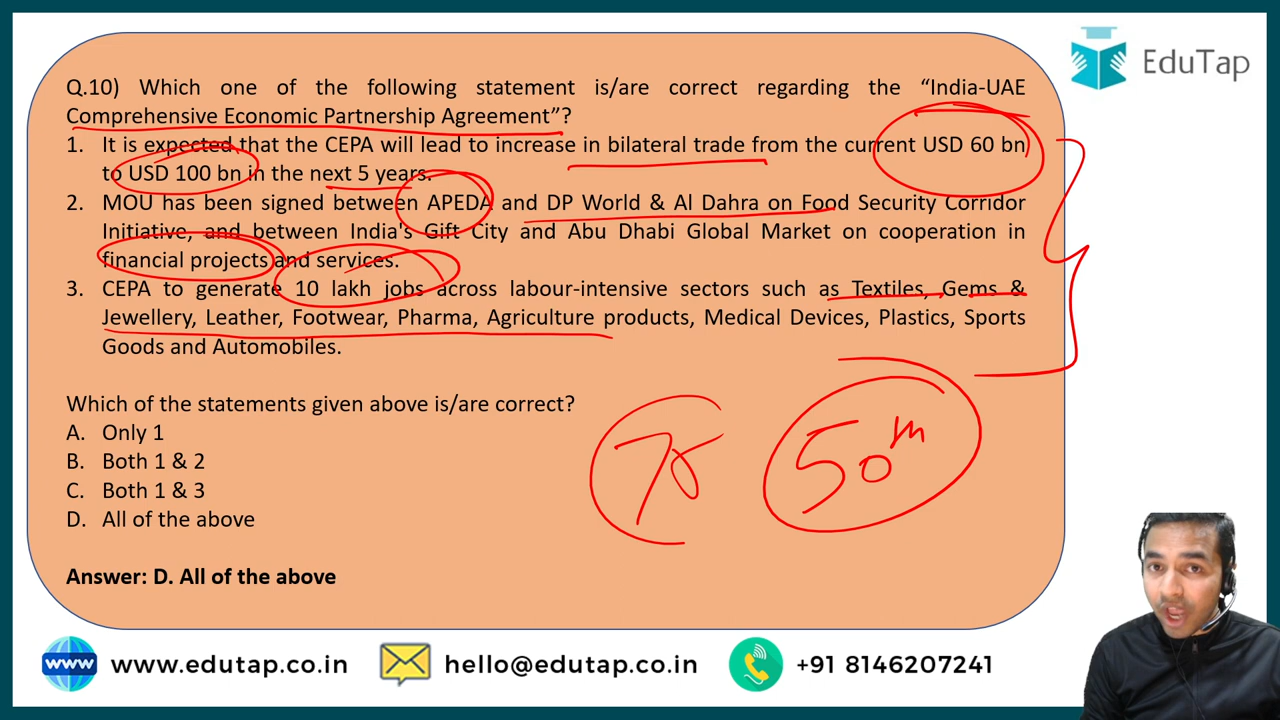 EduTap
Q.10) Which one of the following statement is/are correct regarding the “India-UAE
Comprehensive Economic Partnership Agreement”?
1. It is expected that the CEPA will lead to increase in bilateral trade from the current USD 60 bn
to USD 100 bn in the next 5 years.
2. MOU has been signed between APEDA and DP World & Al Dahra on Food Security Corridor
Initiative, and between India's Gift City and Abu Dhabi Global Market on cooperation in
financial projects and services.
3. CEPA to generate 10 lakh jobs across labour-intensive sectors such as Textiles, Gems &
Jewellery, Leather, Footwear, Pharma, Agriculture products, Medical Devices, Plastics, Sports
Goods and Automobiles.
Which of the statements given above is/are correct?
A. Only 1
B. Both 1 & 2
C. Both 1 & 3
D. All of the above
50 m
Answer: D. All of the above
www www.edutap.co.in hello@edutap.co.in +91 8146207241